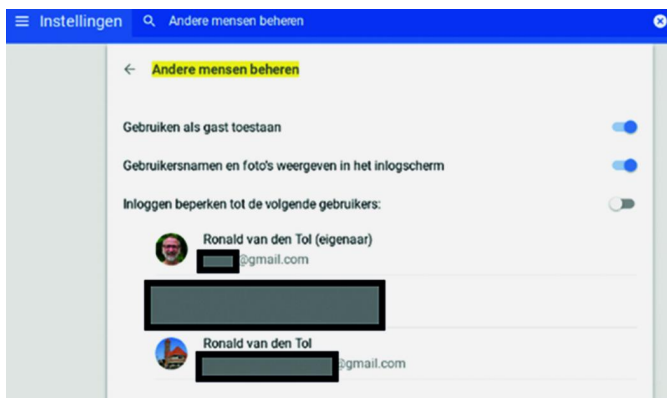 Instellingen
Andere mensen beheren
Andere mensen beheren
Gebruiken als gast toestaan
Gebruikersnamen en foto's weergeven in het inlogscherm
Inloggen beperken tot de volgende gebruikers:
Ronald van den Tol (eigenaar)
@gmail.com
Ronald van den Tol
@gmail.com